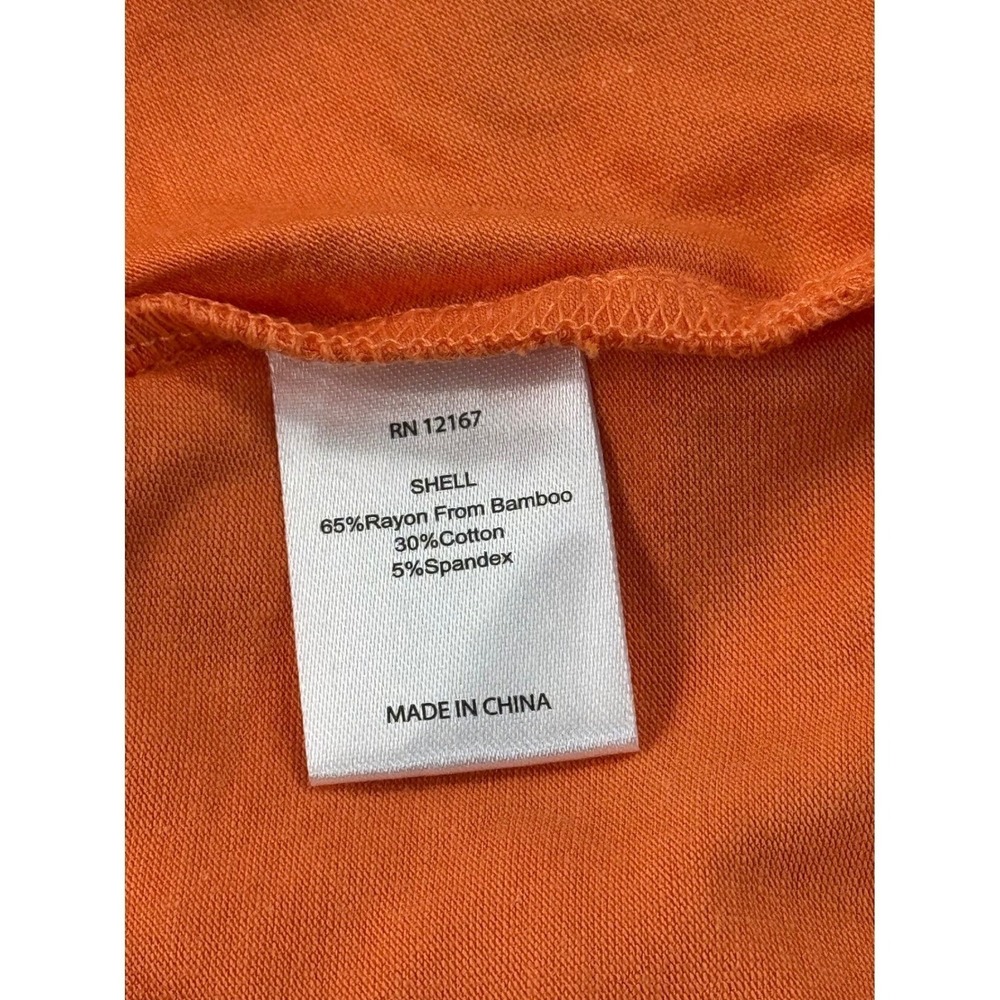 RN 12167
SHELL
65%Rayon From Bamboo
30%Cotton
5%Spandex
MADE IN CHINA